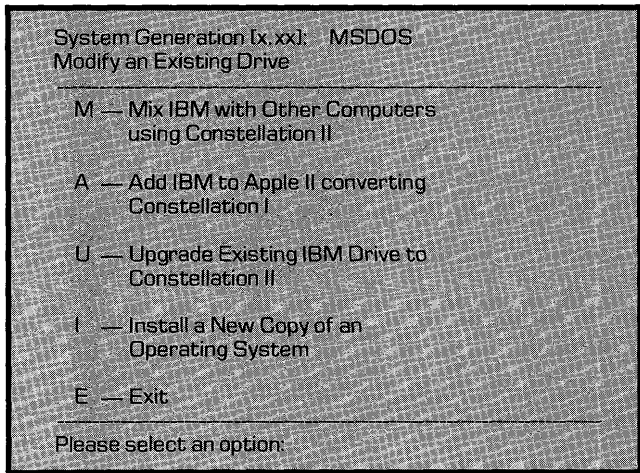 System Generation [x.xx]: MSDOS
Modify an Existing Drive
M — Mix IBM with Other Computers
using Constellation II
A — Add IBM to Apple II converting
Constellation I
U — Upgrade Existing IBM Drive to
Constellation II
I — Install a New Copy of an
Operating System
E — Exit
Please select an option: